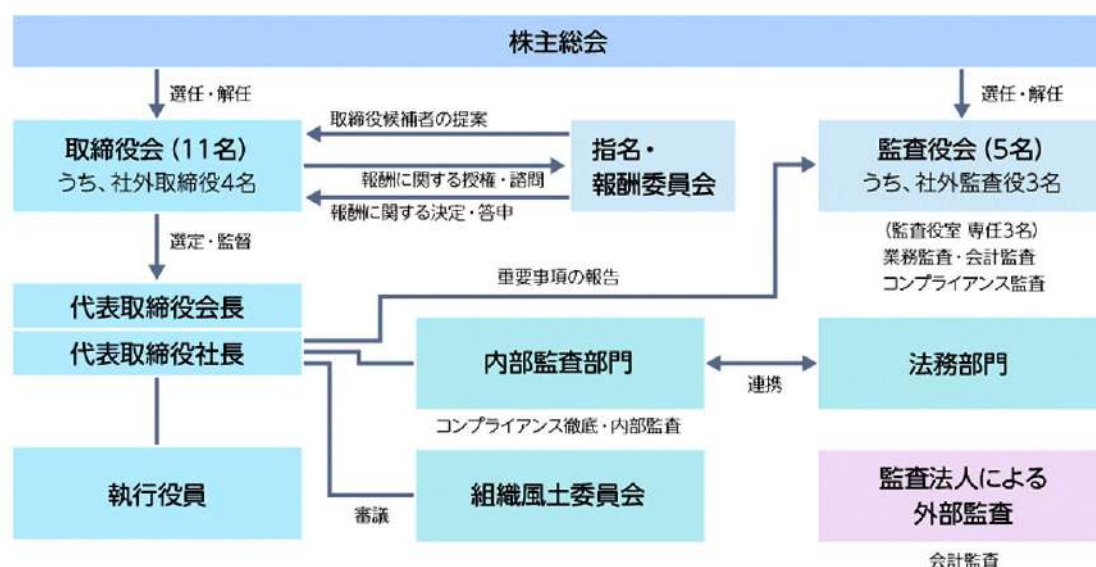 株主総会
選任・解任
選任・解任
取締役会(11名)
うち、社外取締役4名
取締役候補者の提案
報酬に関する授権・諮問
報酬に関する決定・答申
指名・
報酬委員会
監査役会(5名)
うち、社外監査役3名
(監査役室 専任3名)
業務監査・会計監査
コンプライアンス監査
選定・監督
重要事項の報告
代表取締役会長
代表取締役社長
内部監査部門
連携
法務部門
コンプライアンス徹底・内部監査
執行役員
審議
組織風土委員会
監査法人による
外部監査
会計監査